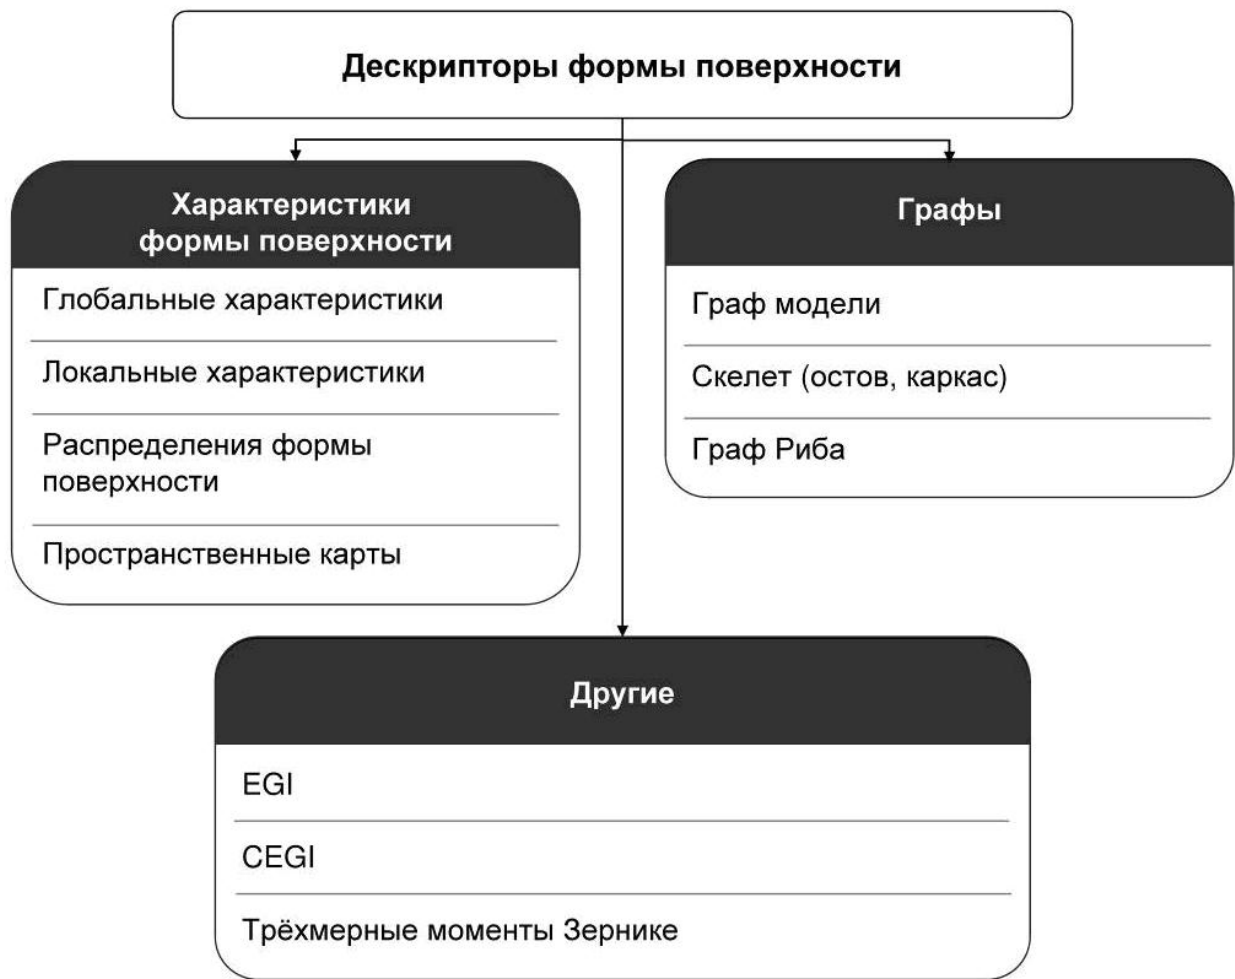 Дескрипторы формы поверхности
Характеристики
формы поверхности
Глобальные характеристики
Локальные характеристики
Распределения формы
поверхности
Пространственные карты
Графы
Граф модели
Скелет (остов, каркас)
Граф Риба
Другие
EGI
CEGI
Трёхмерные моменты Зернике